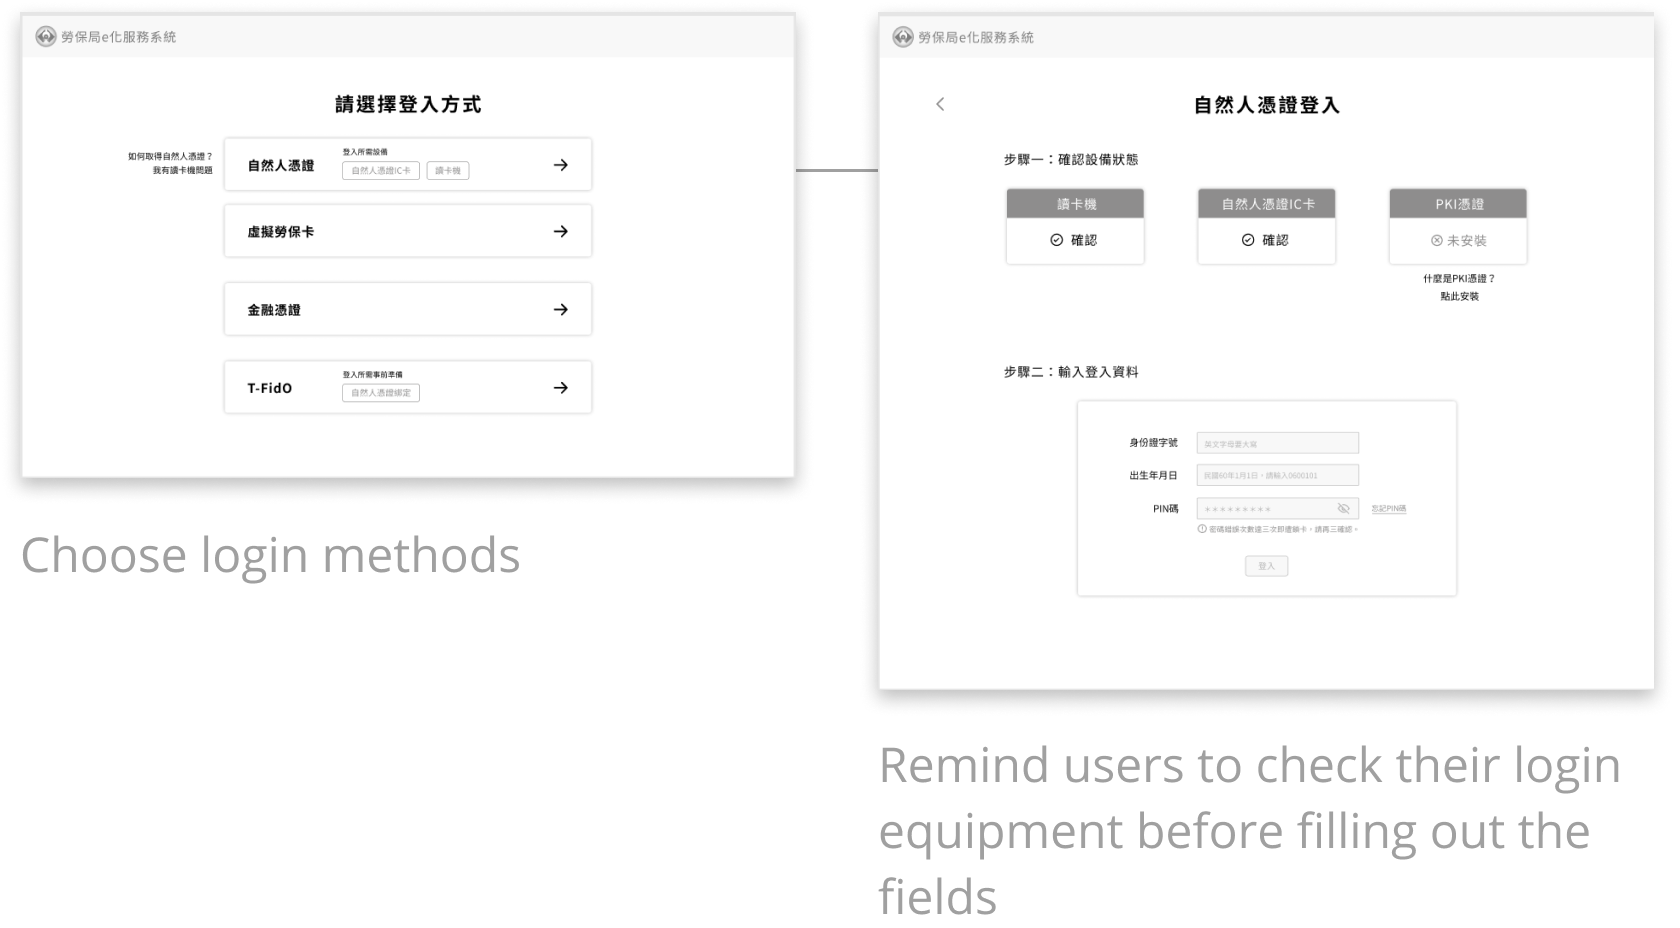 勞保局e化服務系統
請選擇登入方式
如何取得自然人憑證？
我有讀卡機問題
自然人憑證
登入所需設備
自然人憑證IC卡
讀卡機
虛擬勞保卡
金融憑證
T-FidO
登入所需事前準備
自然人憑證綁定
Choose login methods
勞保局e化服務系統
自然人憑證登入
步驟一：確認設備狀態
讀卡機
確認
自然人憑證IC卡
確認
PKI憑證
未安裝
什麼是PKI憑證？
點此安裝
步驟二：輸入登入資料
身份證字號
英文字母要大寫
出生年月日
民國60年1月1日，請輸入0600101
PIN碼
*********
忘記PIN碼
密碼錯誤次數達三次即遭鎖卡，請再三確認。
登入
Remind users to check their login
equipment before filling out the
fields